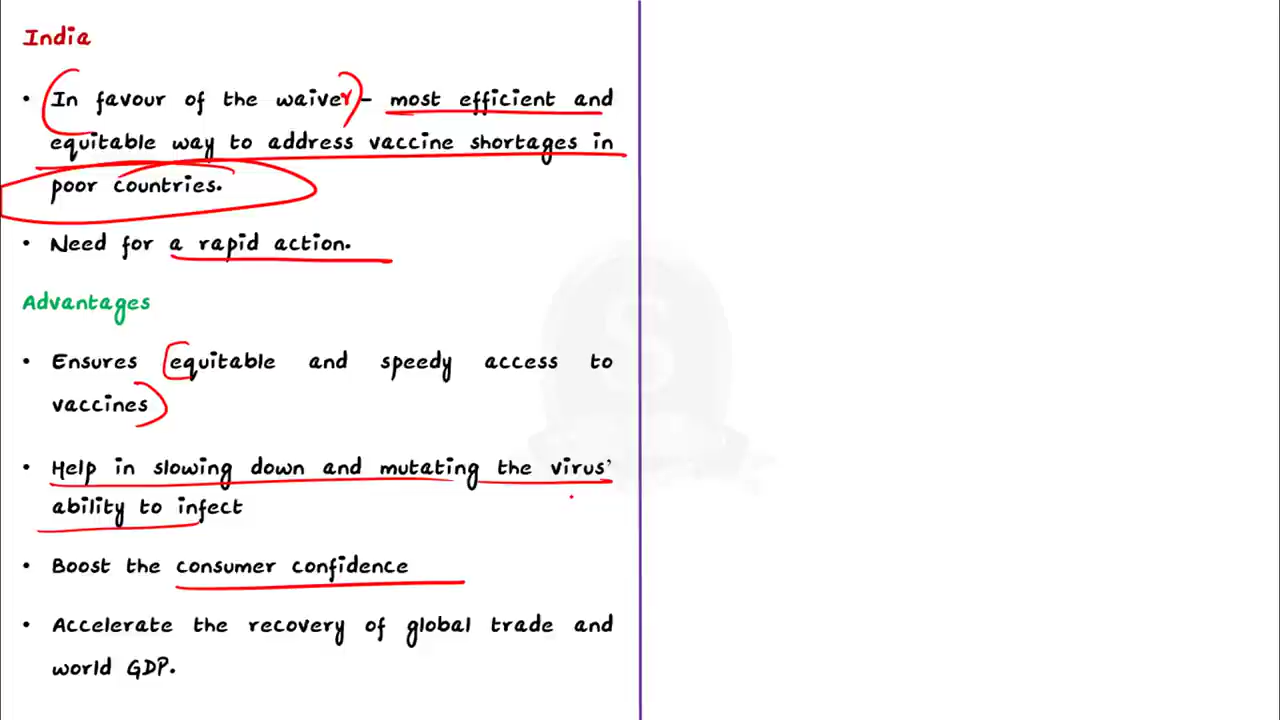 India
• In favour of the waiver - most efficient and
equitable way to address vaccine shortages in
poor countries.
• Need for a rapid action.
Advantages
• Ensures equitable and speedy access to
vaccines
• Help in slowing down and mutating the virus'
ability to infect
• Boost the consumer confidence
• Accelerate the recovery of global trade and
world GDP.